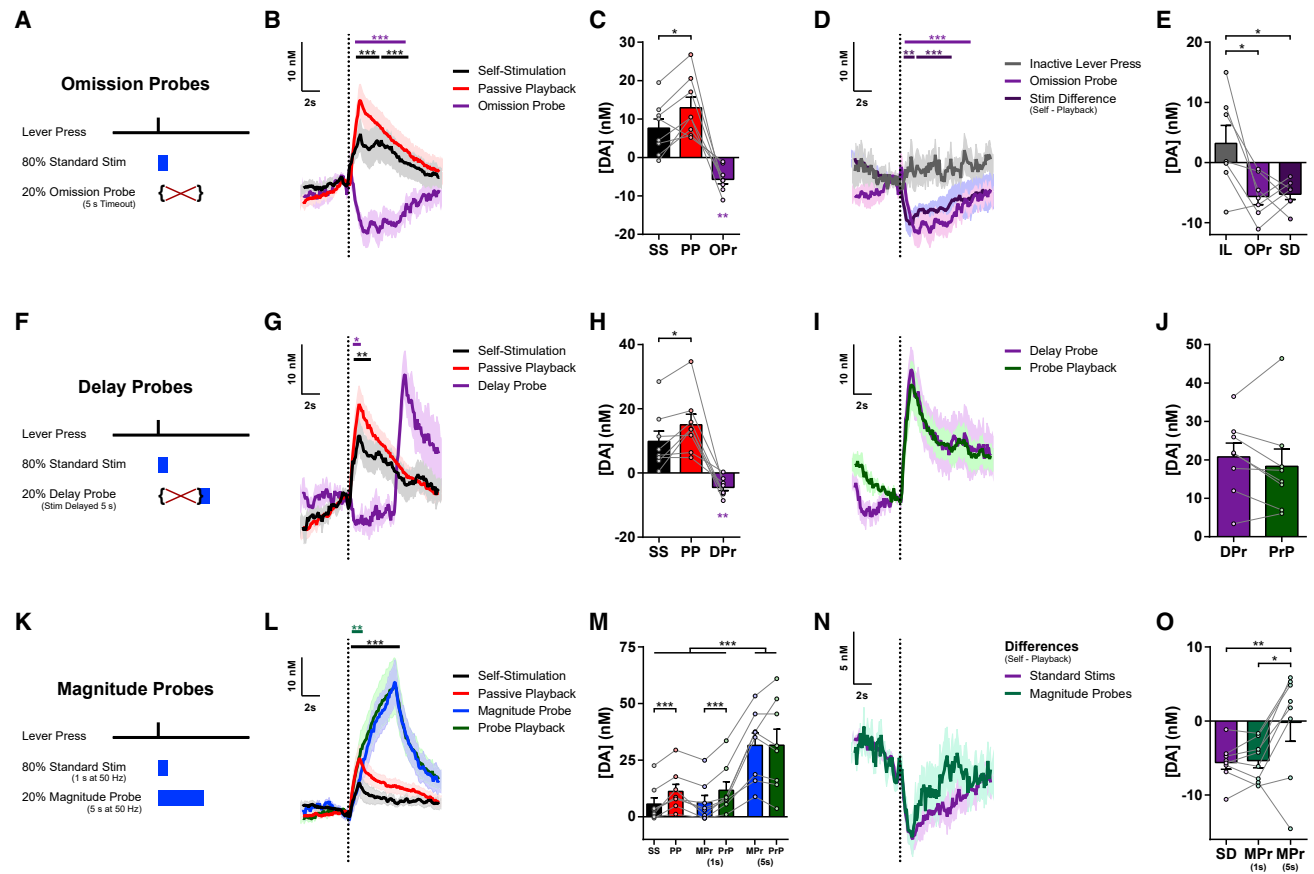 A
Omission Probes
Lever Press
80% Standard Stim
20% Omission Probe
(5 s Timeout)
B
10 nM
2s
***
*** ***
Self-Stimulation
Passive Playback
Omission Probe
C
[DA] (nM)
30
20
10
0
-10
-20
*
**
SS PP OPr
D
10 nM
2s
***
** ***
Inactive Lever Press
Omission Probe
Stim Difference
(Self - Playback)
E
[DA] (nM)
20
10
0
-10
*
*
IL OPr SD
F
Delay Probes
Lever Press
80% Standard Stim
20% Delay Probe
(Stim Delayed 5 s)
G
10 nM
2s
*
**
Self-Stimulation
Passive Playback
Delay Probe
H
[DA] (nM)
40
20
0
-20
*
**
SS PP DPr
I
10 nM
2s
Delay Probe
Probe Playback
J
[DA] (nM)
50
40
30
20
10
0
DPr PrP
K
Magnitude Probes
Lever Press
80% Standard Stim
(1 s at 50 Hz)
20% Magnitude Probe
(5 s at 50 Hz)
L
10 nM
2s
**
***
Self-Stimulation
Passive Playback
Magnitude Probe
Probe Playback
M
[DA] (nM)
75
50
25
0
***
*** ***
SS PP MPr PrP MPr PrP
(1s) (5s)
N
5 nM
2s
Differences
(Self - Playback)
Standard Stims
Magnitude Probes
O
[DA] (nM)
10
0
-10
**
*
SD MPr MPr
(1s) (5s)